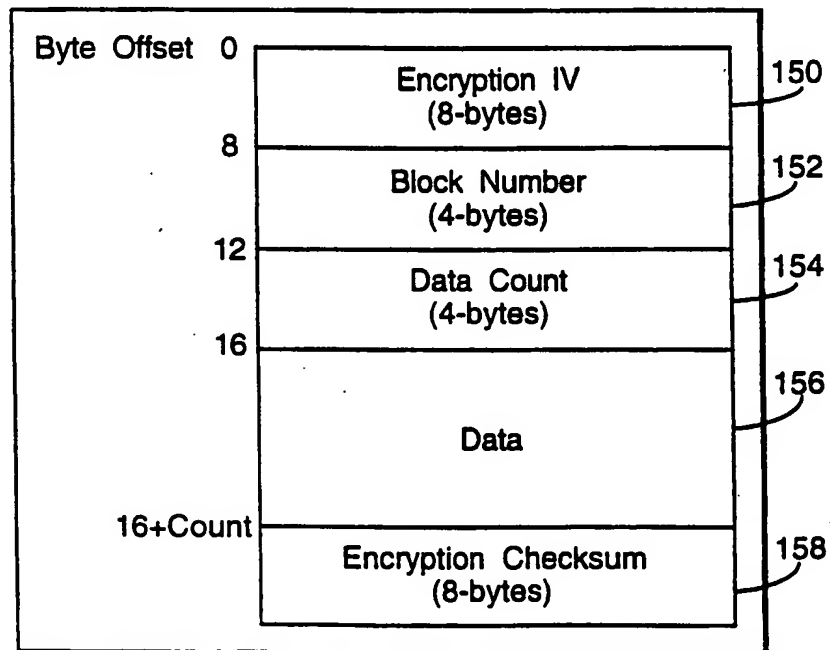 Byte Offset 0
Encryption IV
(8-bytes)
150
8
Block Number
(4-bytes)
152
12
Data Count
(4-bytes)
154
16
Data
156
16+Count
Encryption Checksum
(8-bytes)
158